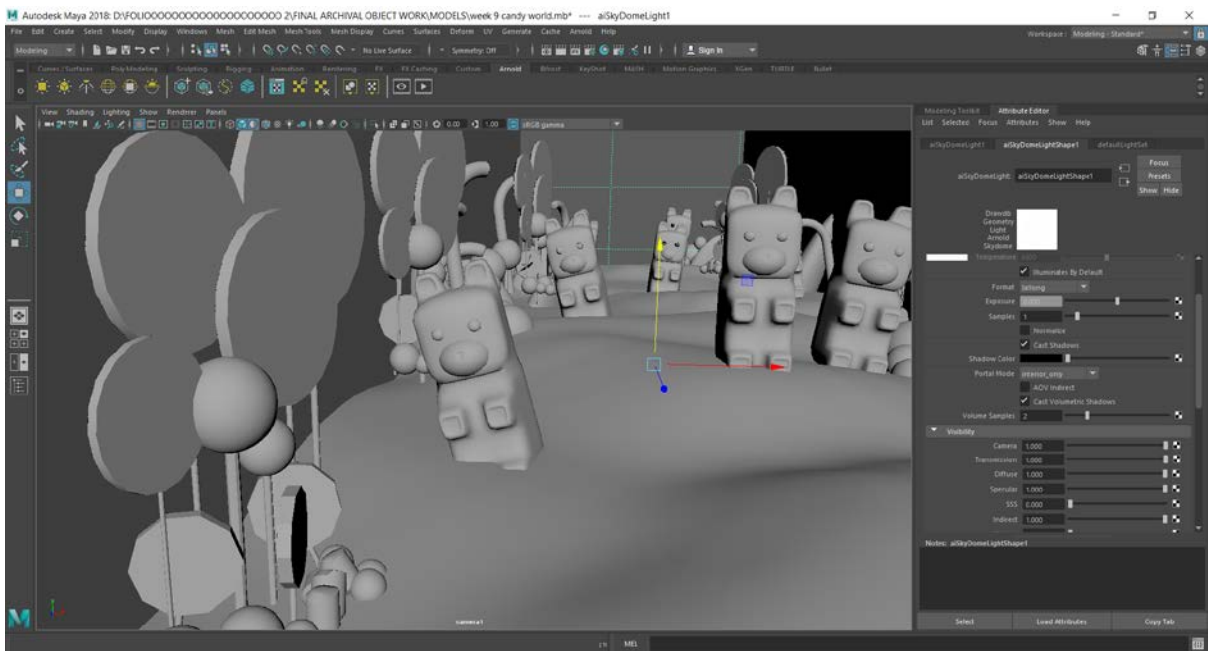 Autodesk Maya 2018: D:\FOLIOOOOOOOOOOOOOOOOOOOOO 2\FINAL ARCHIVAL OBJECT WORK\MODELS\week 9 candy world.mb* --- aiSkyDomeLight1
File Edit Create Select Modify Display Windows Mesh Edit Mesh Mesh Tools Mesh Display Curves Surfaces Deform UV Generate Cache Arnold Help
Workspace: Modeling - Standard*
Modeling No Live Surface Symmetry: Off Sign In
Curves / Surfaces Poly Modeling Sculpting Rigging Animation Rendering FX FX Caching Custom Arnold Bifrost KeyShot MASH Motion Graphics XGen TURTLE Bullet
View Shading Lighting Show Renderer Panels
0.00 1.00 sRGB gamma
Modeling Toolkit Attribute Editor
List Selected Focus Attributes Show Help
aiSkyDomeLight1 aiSkyDomeLightShape1 defaultLightSet
Focus
aiSkyDomeLight: aiSkyDomeLightShape1
Presets
Show Hide
Drawdb
Geometry
Light
Arnold
Skydome
Temperature
Illuminates By Default
Format latlong
Exposure
Samples 1
Normalize
Cast Shadows
Shadow Color
Portal Mode interior_only
AOV Indirect
Cast Volumetric Shadows
Volume Samples 2
Visibility
Camera 1.000
Transmission 1.000
Diffuse 1.000
Specular 1.000
SSS 0.000
Indirect 1.000
Notes: aiSkyDomeLightShape1
Select Load Attributes Copy Tab
camera1
MEL